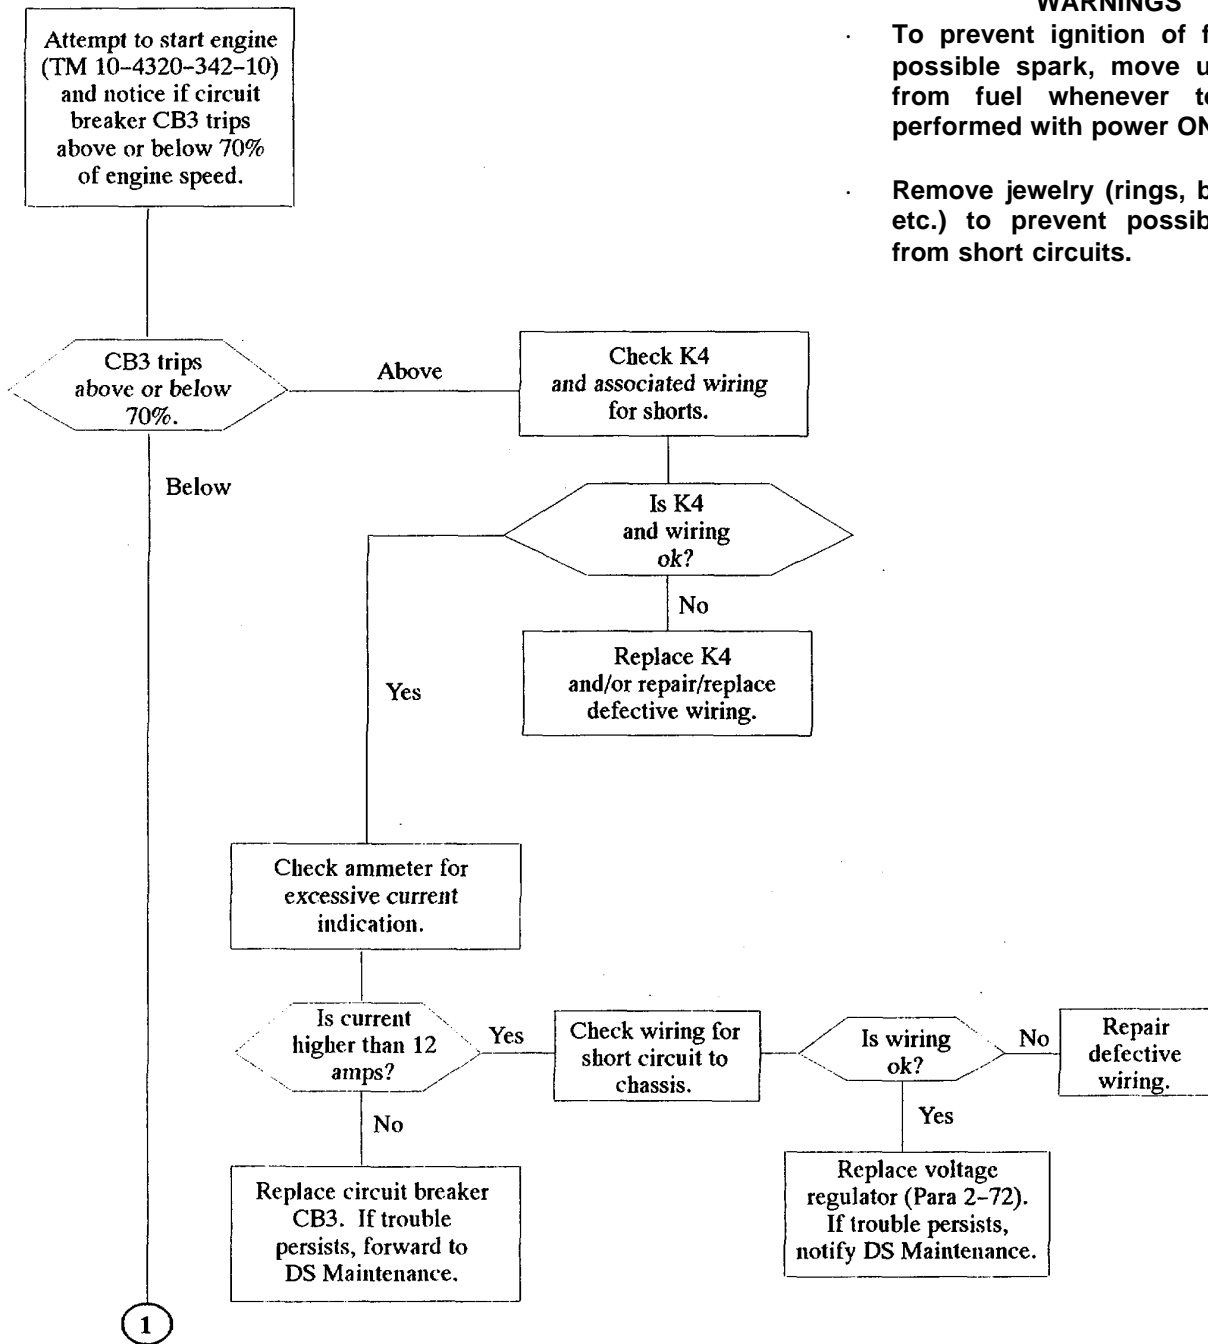 WARNINGS
To prevent ignition of
possible spark, move
from fuel whenever
performed with power ON
Remove jewelry (rings,
etc.) to prevent
from short circuits.
Attempt to start engine
(TM 10-4320-342-10)
and notice if circuit
breaker CB3 trips
above or below 70%
of engine speed.
CB3 trips
above or below
70%.
Above
Below
Check K4
and associated wiring
for shorts.
Is K4
and wiring
ok?
No
Yes
Replace K4
and/or repair/replace
defective wiring.
Check ammeter for
excessive current
indication.
Is current
higher than 12
amps?
Yes
No
Check wiring for
short circuit to
chassis.
Is wiring
ok?
No
Yes
Repair
defective
wiring.
Replace circuit breaker
CB3. If trouble
persists, forward to
DS Maintenance.
Replace voltage
regulator (Para 2-72).
If trouble persists,
notify DS Maintenance.
1